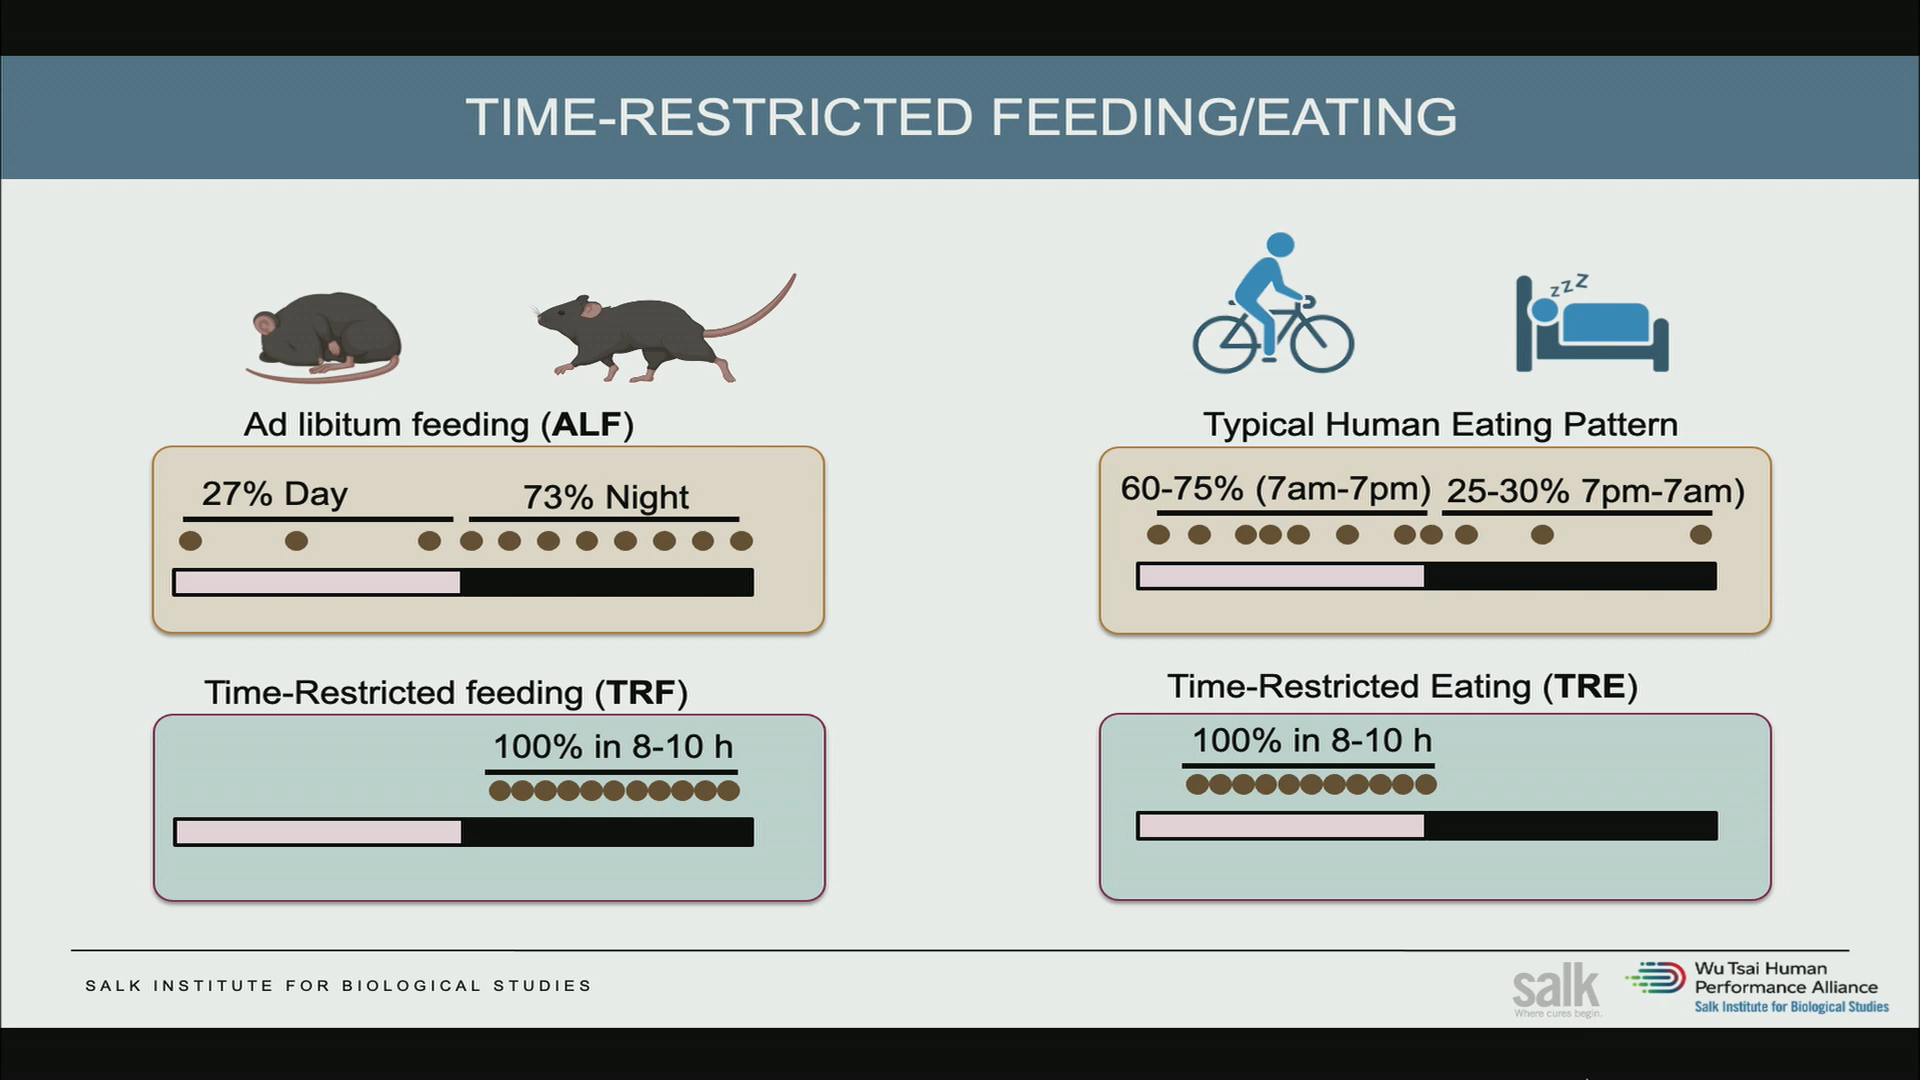 TIME-RESTRICTED FEEDING/EATING
zzz
Ad libitum feeding (ALF)
27% Day
73% Night
Time-Restricted feeding (TRF)
100% in 8-10 h
Typical Human Eating Pattern
60-75% (7am-7pm)
25-30% 7pm-7am)
Time-Restricted Eating (TRE)
100% in 8-10 h
SALK INSTITUTE FOR BIOLOGICAL STUDIES
salk
Where cures begin.
Wu Tsai Human
Performance Alliance
Salk Institute for Biological Studies